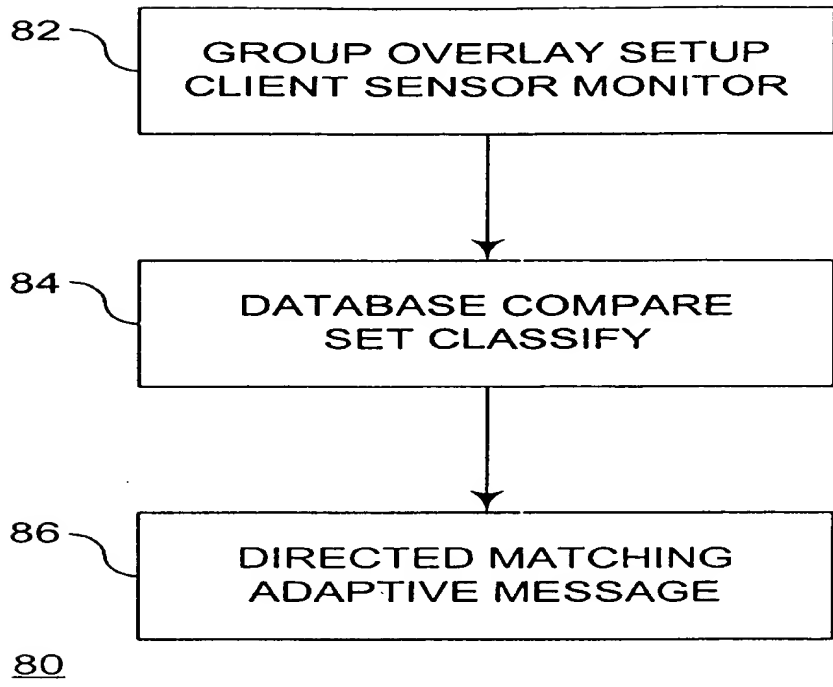 82
GROUP OVERLAY SETUP
CLIENT SENSOR MONITOR
84
DATABASE COMPARE
SET CLASSIFY
86
DIRECTED MATCHING
ADAPTIVE MESSAGE
80